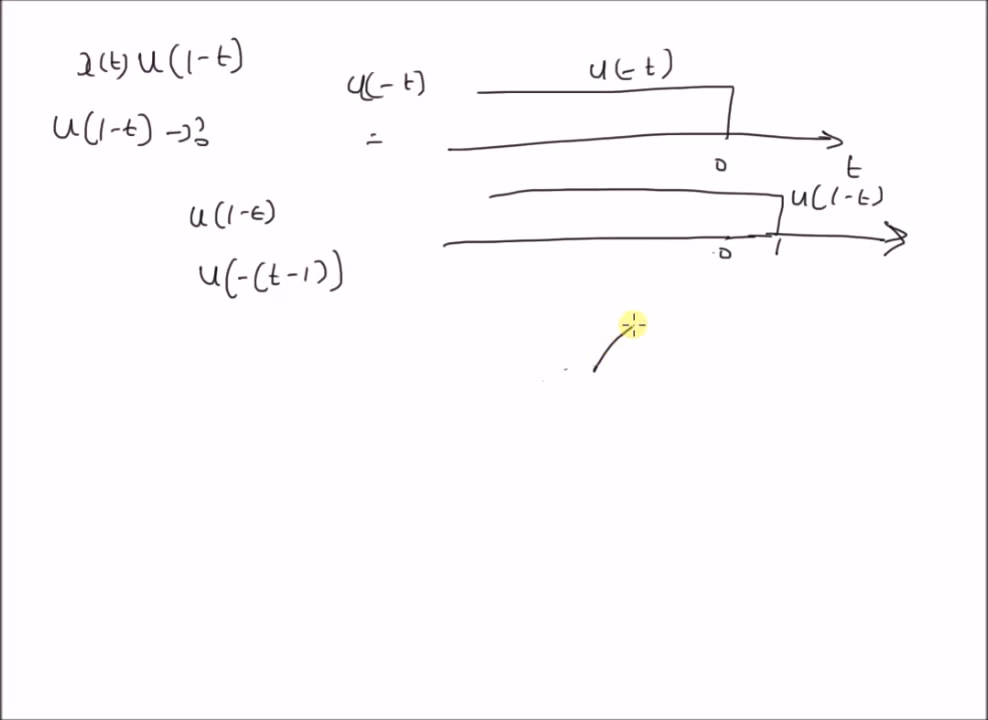 x(t) u(1-t)
u(-t) u(-t)
u(1-t) →?
=
0 t
u(1-t) u(1-t)
0 1
u(-(t-1))